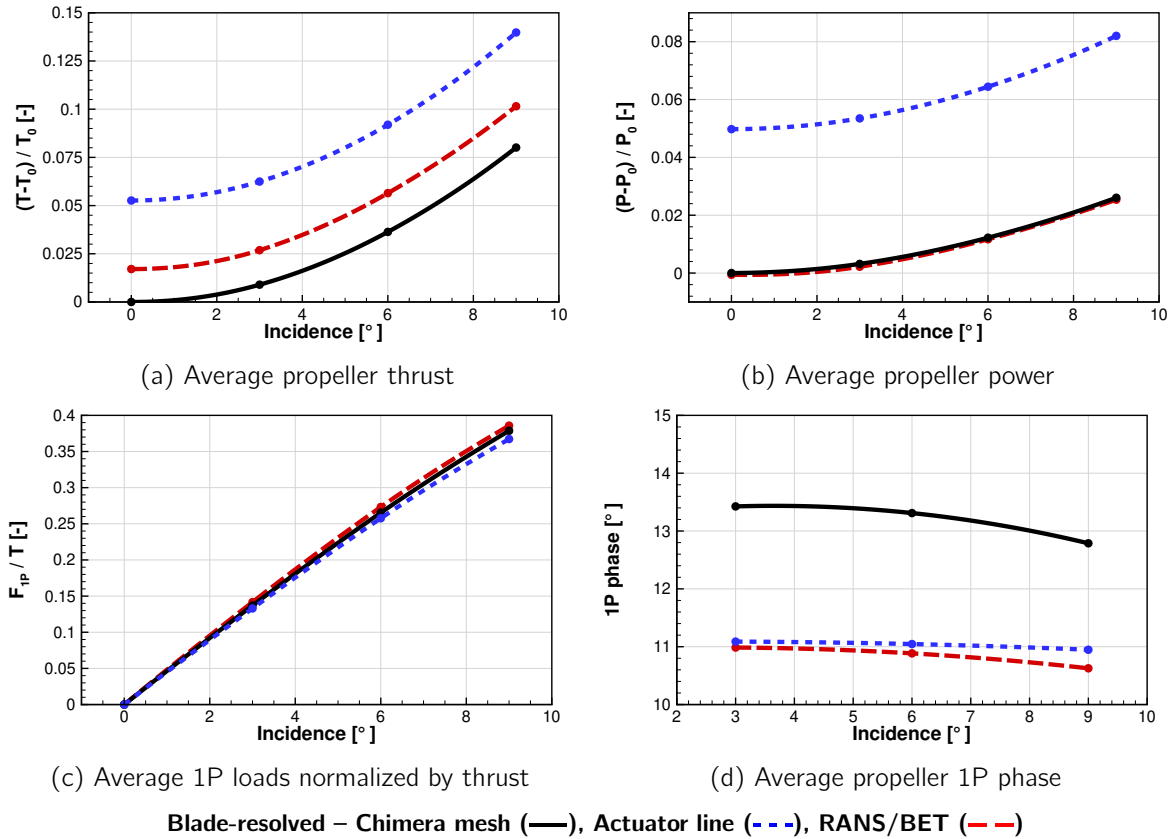 0.15
0.125
0.1
0.075
0.05
0.025
0
(T-T₀) / T₀ [-]
0 2 4 6 8 10
Incidence [°]
(a) Average propeller thrust
0.08
0.06
0.04
0.02
0
(P-P₀) / P₀ [-]
0 2 4 6 8 10
Incidence [°]
(b) Average propeller power
0.4
0.35
0.3
0.25
0.2
0.15
0.1
0.05
0
F₁ₚ / T [-]
0 2 4 6 8 10
Incidence [°]
(c) Average 1P loads normalized by thrust
15
14
13
12
11
10
1P phase [°]
2 3 4 5 6 7 8 9 10
Incidence [°]
(d) Average propeller 1P phase
Blade-resolved – Chimera mesh (——), Actuator line (- - -), RANS/BET (— —)